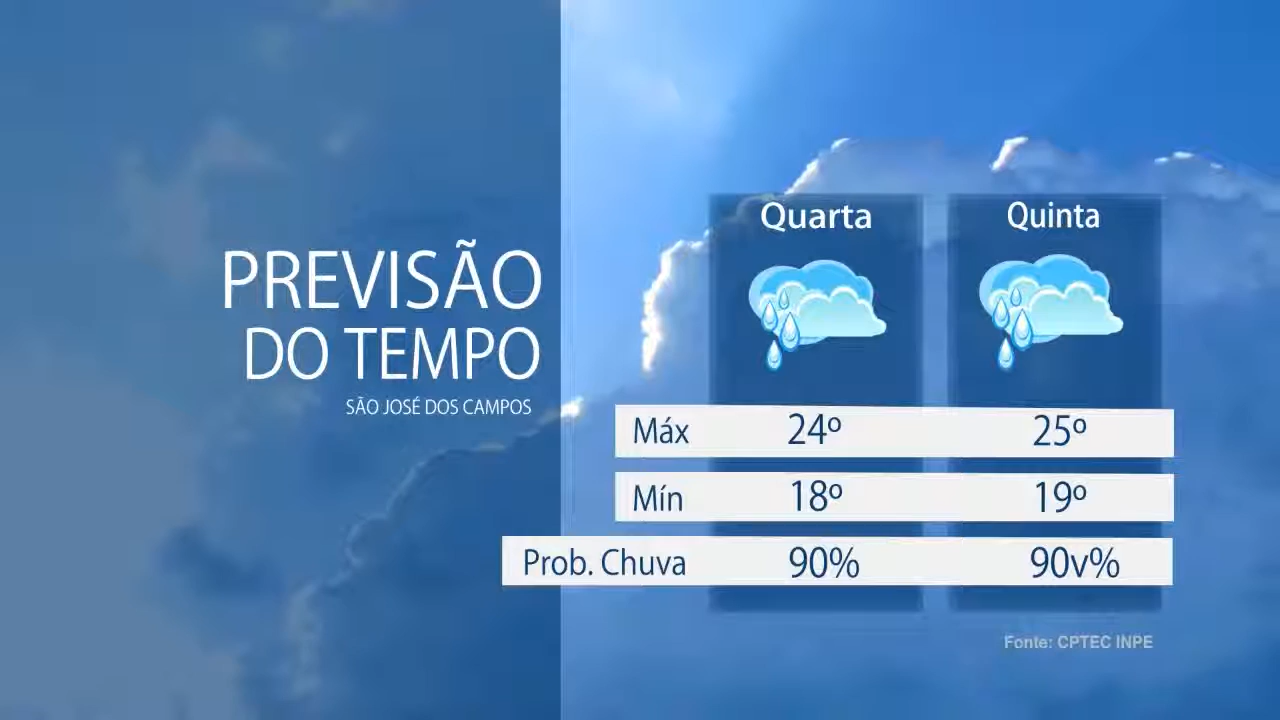 PREVISÃO
DO TEMPO
SÃO JOSÉ DOS CAMPOS
Quarta Quinta
Máx 24º 25º
Mín 18º 19º
Prob. Chuva 90% 90v%
Fonte: CPTEC INPE